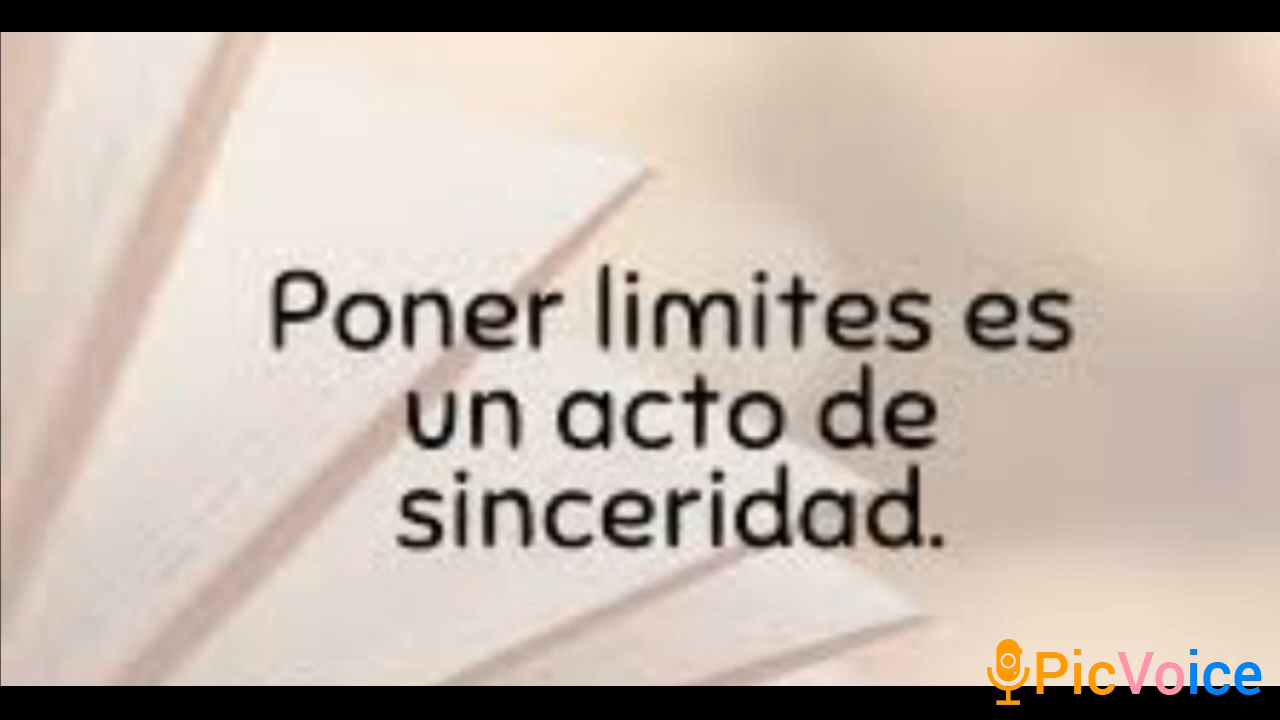 Poner limites es
un acto de
sinceridad.
PicVoice